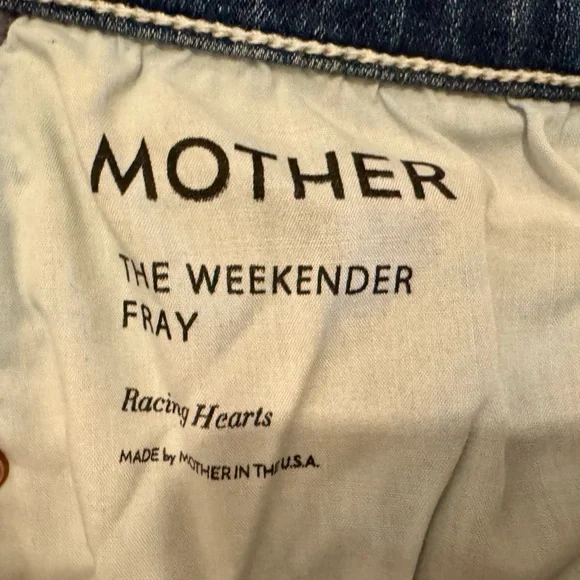 MOTHER
THE WEEKENDER
FRAY
Racing Hearts
MADE by MOTHER IN THE U.S.A.